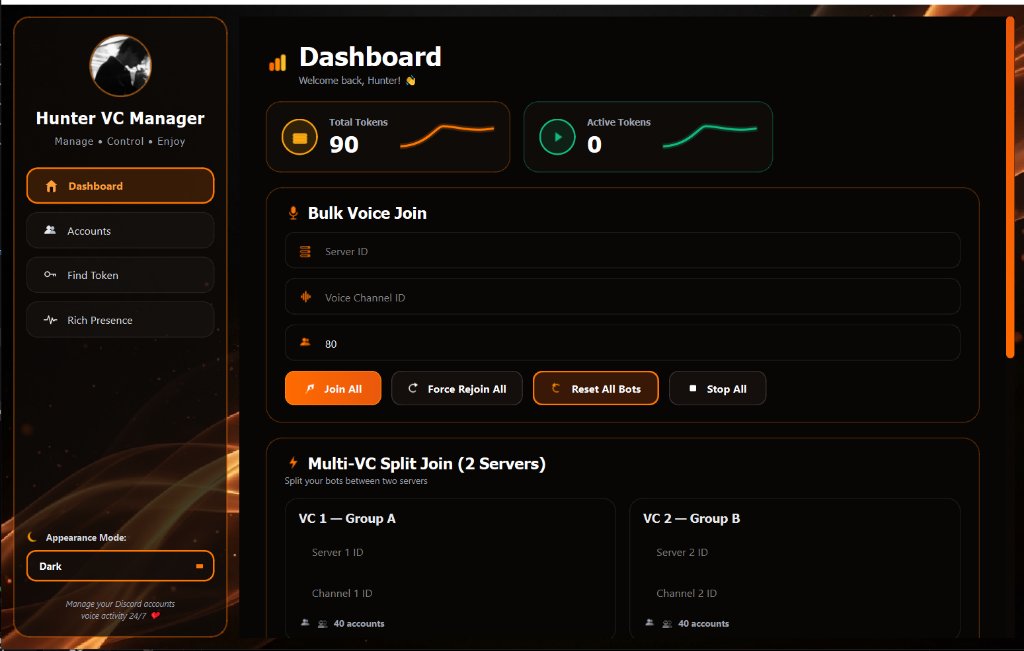 Hunter VC Manager
Manage • Control • Enjoy
Dashboard
Accounts
Find Token
Rich Presence
Appearance Mode:
Dark
Manage your Discord accounts
voice activity 24/7 ❤️
Dashboard
Welcome back, Hunter! 👋
Total Tokens
90
Active Tokens
0
Bulk Voice Join
Server ID
Voice Channel ID
80
Join All
Force Rejoin All
Reset All Bots
Stop All
Multi-VC Split Join (2 Servers)
Split your bots between two servers
VC 1 — Group A
Server 1 ID
Channel 1 ID
40 accounts
VC 2 — Group B
Server 2 ID
Channel 2 ID
40 accounts